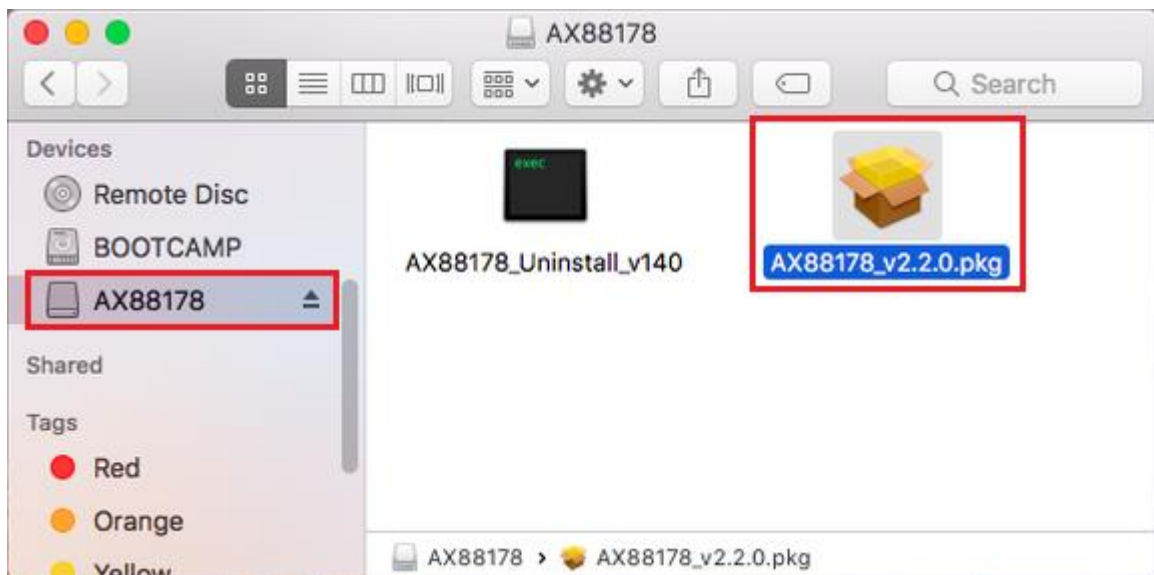 AX88178
Search
Devices
Remote Disc
BOOTCAMP
AX88178
Shared
Tags
Red
Orange
Yellow
exec
AX88178_Uninstall_v140
AX88178_v2.2.0.pkg
AX88178 › AX88178_v2.2.0.pkg